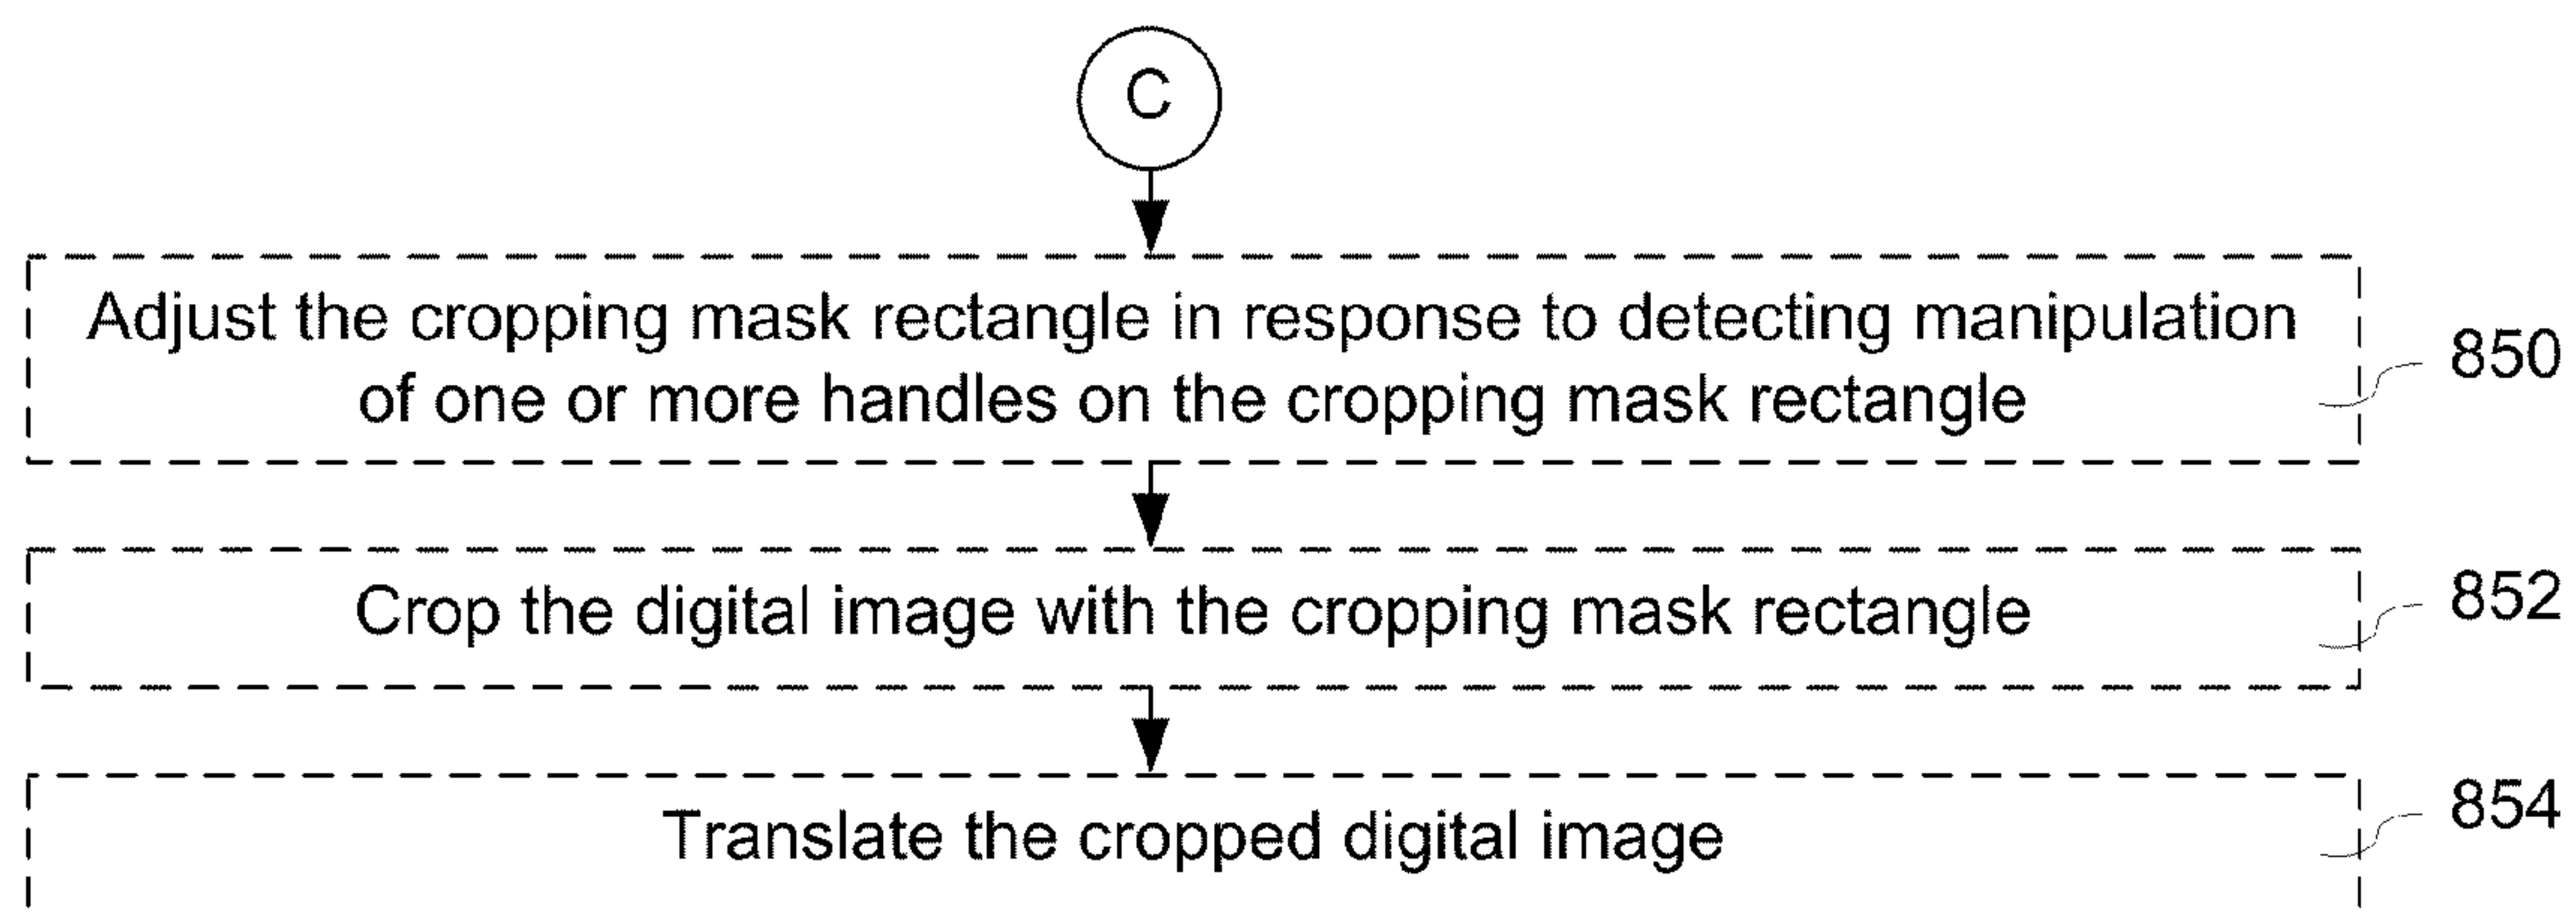 C
Adjust the cropping mask rectangle in response to detecting manipulation
of one or more handles on the cropping mask rectangle
850
Crop the digital image with the cropping mask rectangle
852
Translate the cropped digital image
854